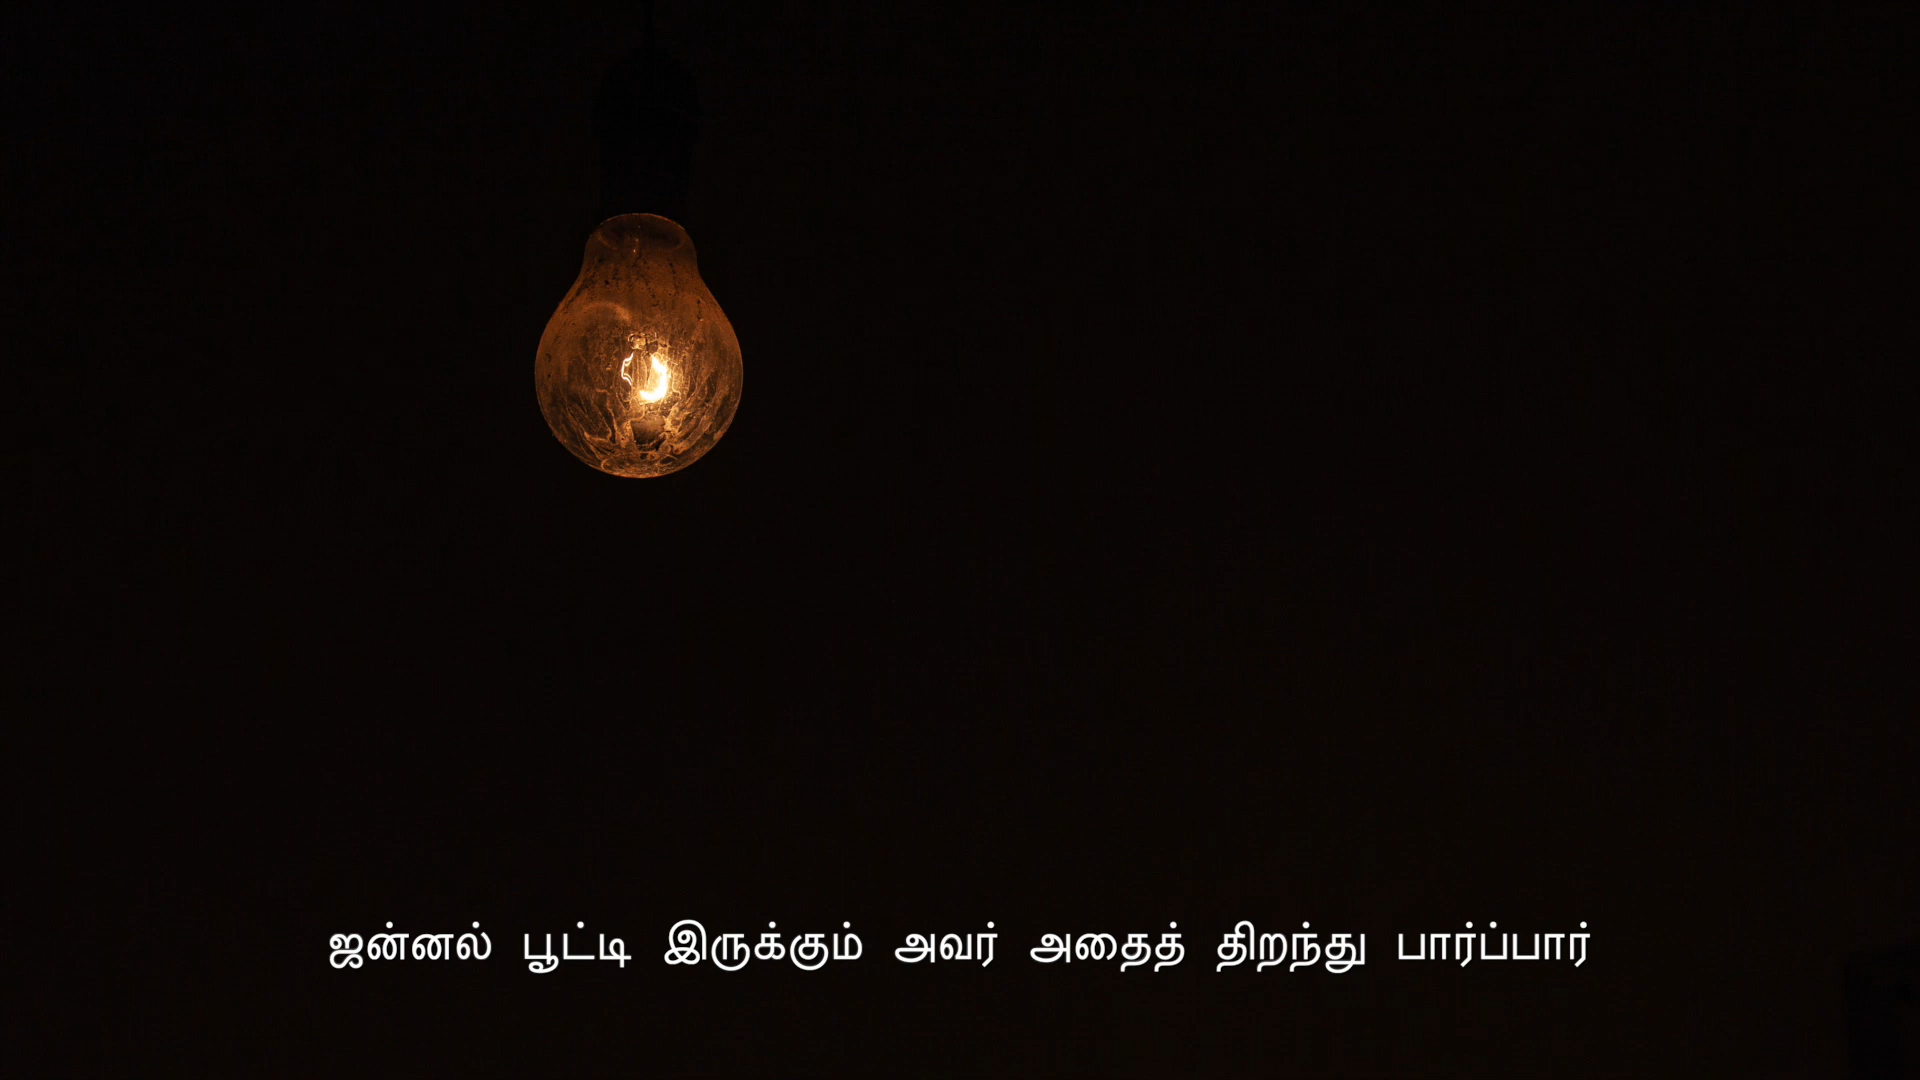 ஜன்னல் பூட்டி இருக்கும் அவர் அதைத் திறந்து பார்ப்பார்